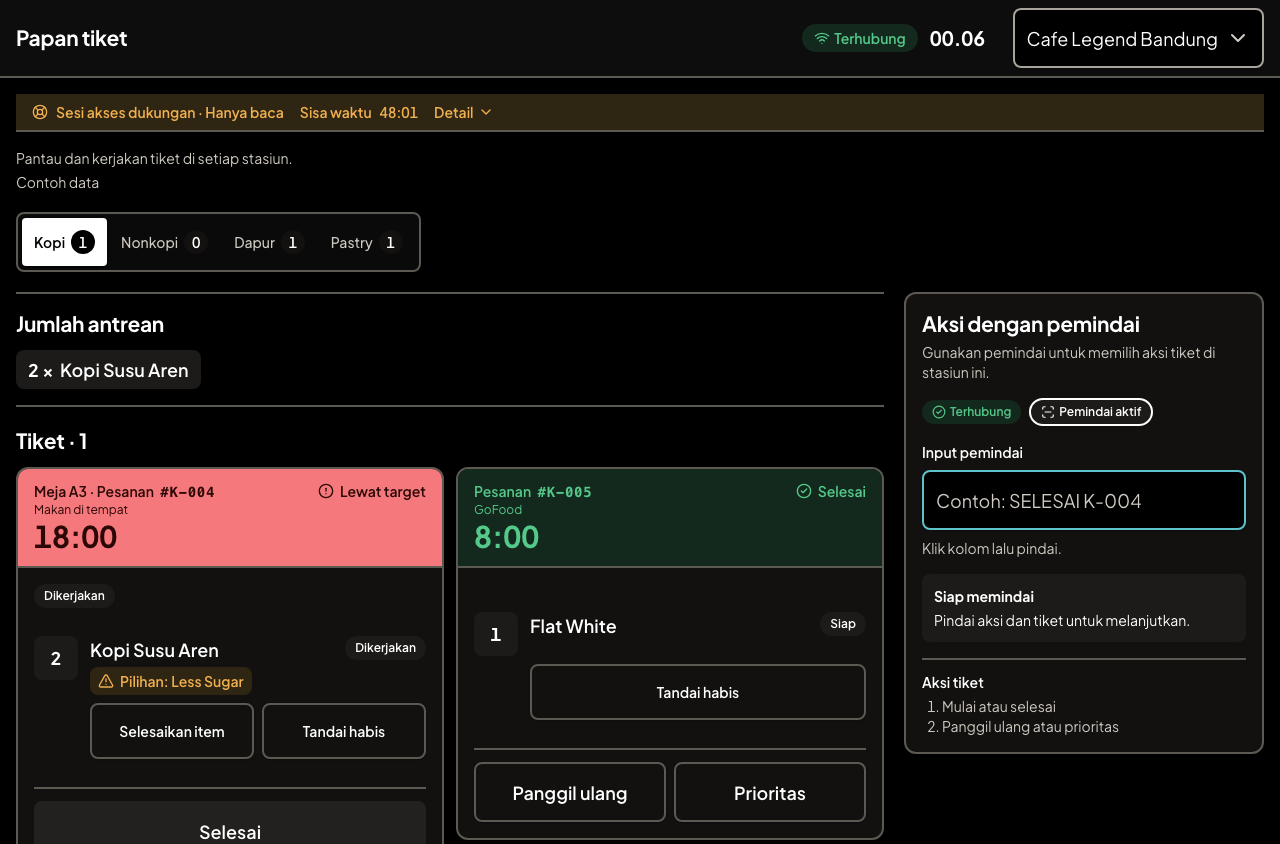 Papan tiket
Terhubung
00.06
Cafe Legend Bandung
Sesi akses dukungan · Hanya baca
Sisa waktu 48:01
Detail
Pantau dan kerjakan tiket di setiap stasiun.
Contoh data
Kopi 1
Nonkopi 0
Dapur 1
Pastry 1
Jumlah antrean
2 × Kopi Susu Aren
Tiket · 1
Meja A3 · Pesanan #K-004
Lewat target
Makan di tempat
18:00
Dikerjakan
2
Kopi Susu Aren
Dikerjakan
Pilihan: Less Sugar
Selesaikan item
Tandai habis
Selesai
Pesanan #K-005
Selesai
GoFood
8:00
1
Flat White
Siap
Tandai habis
Panggil ulang
Prioritas
Aksi dengan pemindai
Gunakan pemindai untuk memilih aksi tiket di
stasiun ini.
Terhubung
Pemindai aktif
Input pemindai
Contoh: SELESAI K-004
Klik kolom lalu pindai.
Siap memindai
Pindai aksi dan tiket untuk melanjutkan.
Aksi tiket
1. Mulai atau selesai
2. Panggil ulang atau prioritas